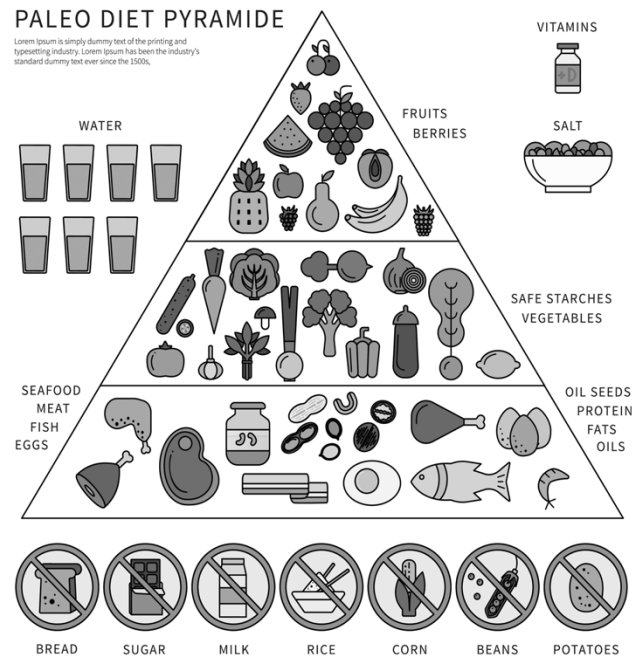 PALEO DIET PYRAMIDE
Lorem Ipsum is simply dummy text of the printing and
typesetting industry. Lorem Ipsum has been the industry's
standard dummy text ever since the 1500s,
VITAMINS
+D
WATER
FRUITS
BERRIES
SALT
SAFE STARCHES
VEGETABLES
SEAFOOD
MEAT
FISH
EGGS
OIL SEEDS
PROTEIN
FATS
OILS
BREAD
SUGAR
MILK
RICE
CORN
BEANS
POTATOES